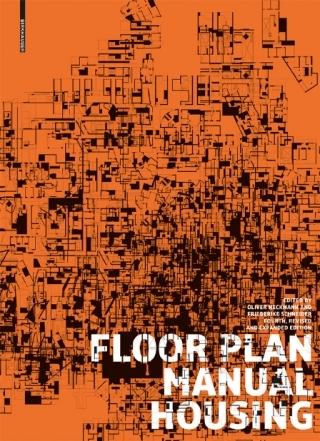 BIRKHÄUSER
EDITED BY
OLIVER HECKMANN AND
FRIEDERIKE SCHNEIDER
FOURTH, REVISED
AND EXPANDED EDITION
FLOOR PLAN
MANUAL
HOUSING